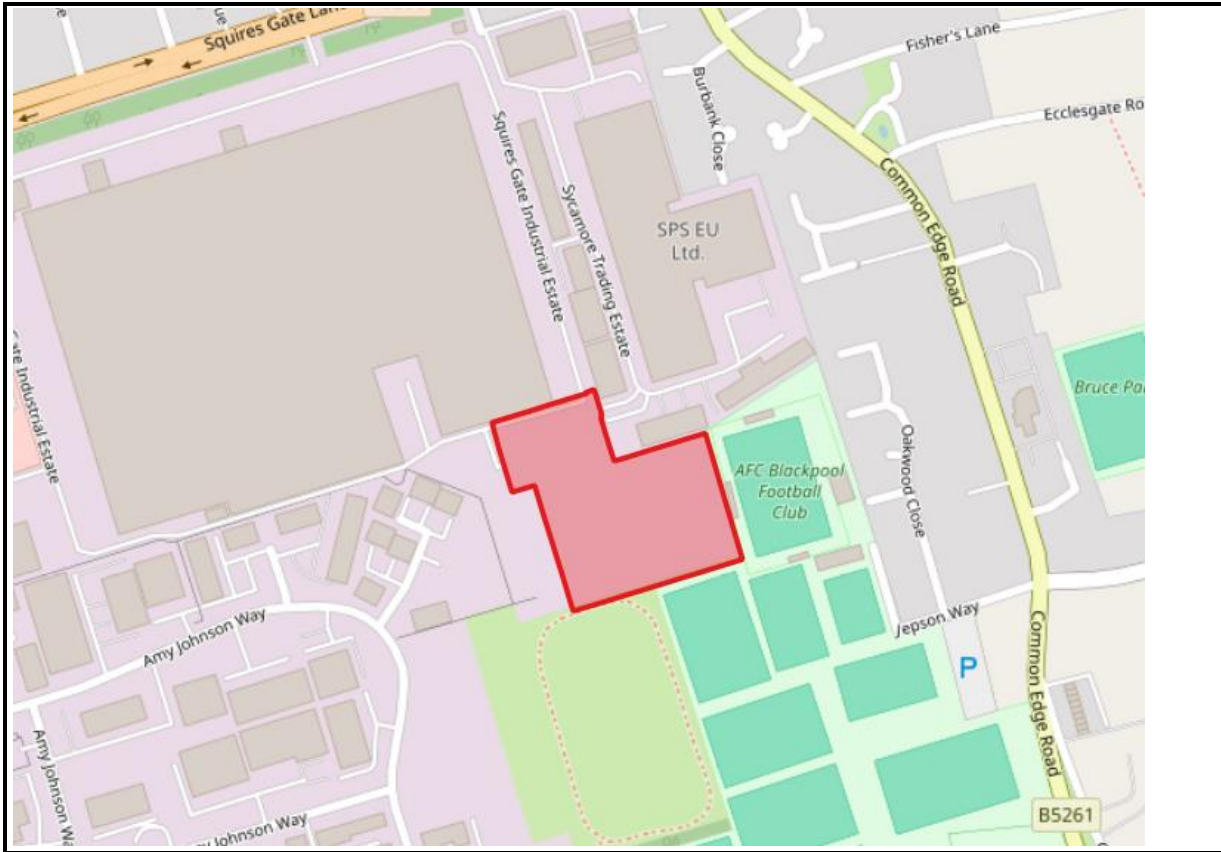 Squires Gate Lane
Fisher's Lane
Burbank Close
Ecclesgate Ro
Squires Gate Industrial Estate
Sycamore Trading Estate
Common Edge Road
SPS EU
Ltd.
ate Industrial Estate
Bruce Pa
AFC Blackpool
Football
Club
Oakwood Close
Amy Johnson Way
Jepson Way
P
Common Edge Road
Amy Johnson Wa
Amy Johnson Way
B5261